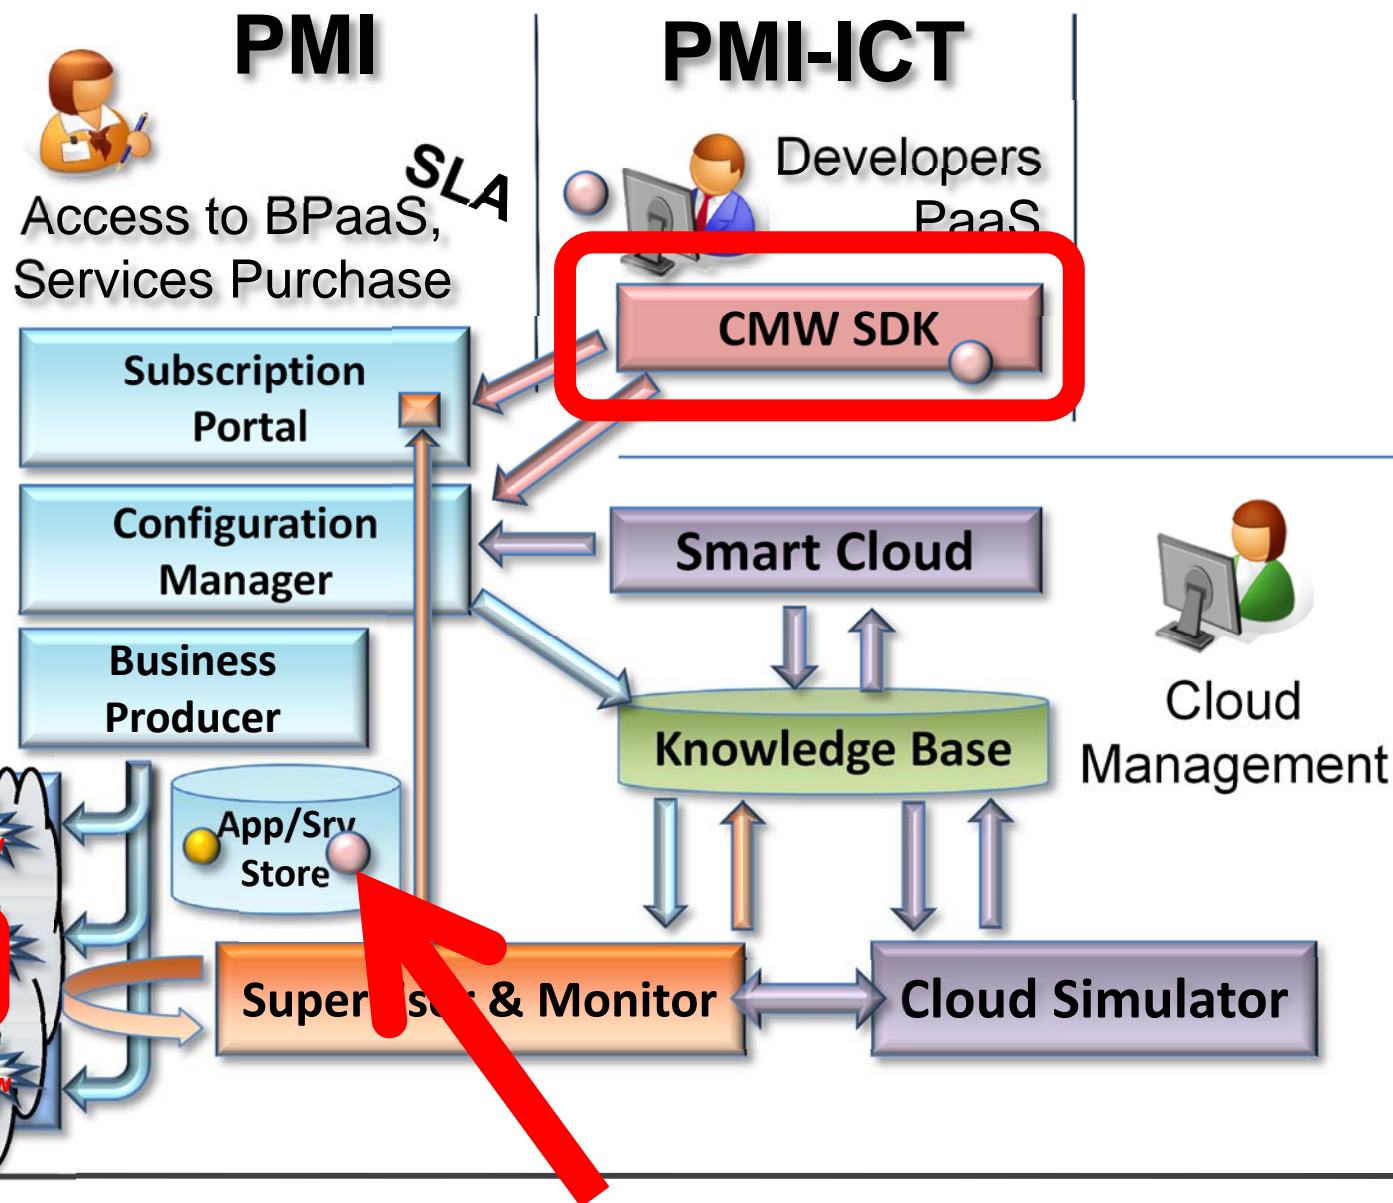 PMI
PMI-ICT
SLA
Developers
PaaS
Access to BPaaS,
Services Purchase
CMW SDK
Subscription
Portal
Configuration
Manager
Smart Cloud
Business
Producer
Cloud
Management
Knowledge Base
App/Srv
Store
Supervisor & Monitor
Cloud Simulator